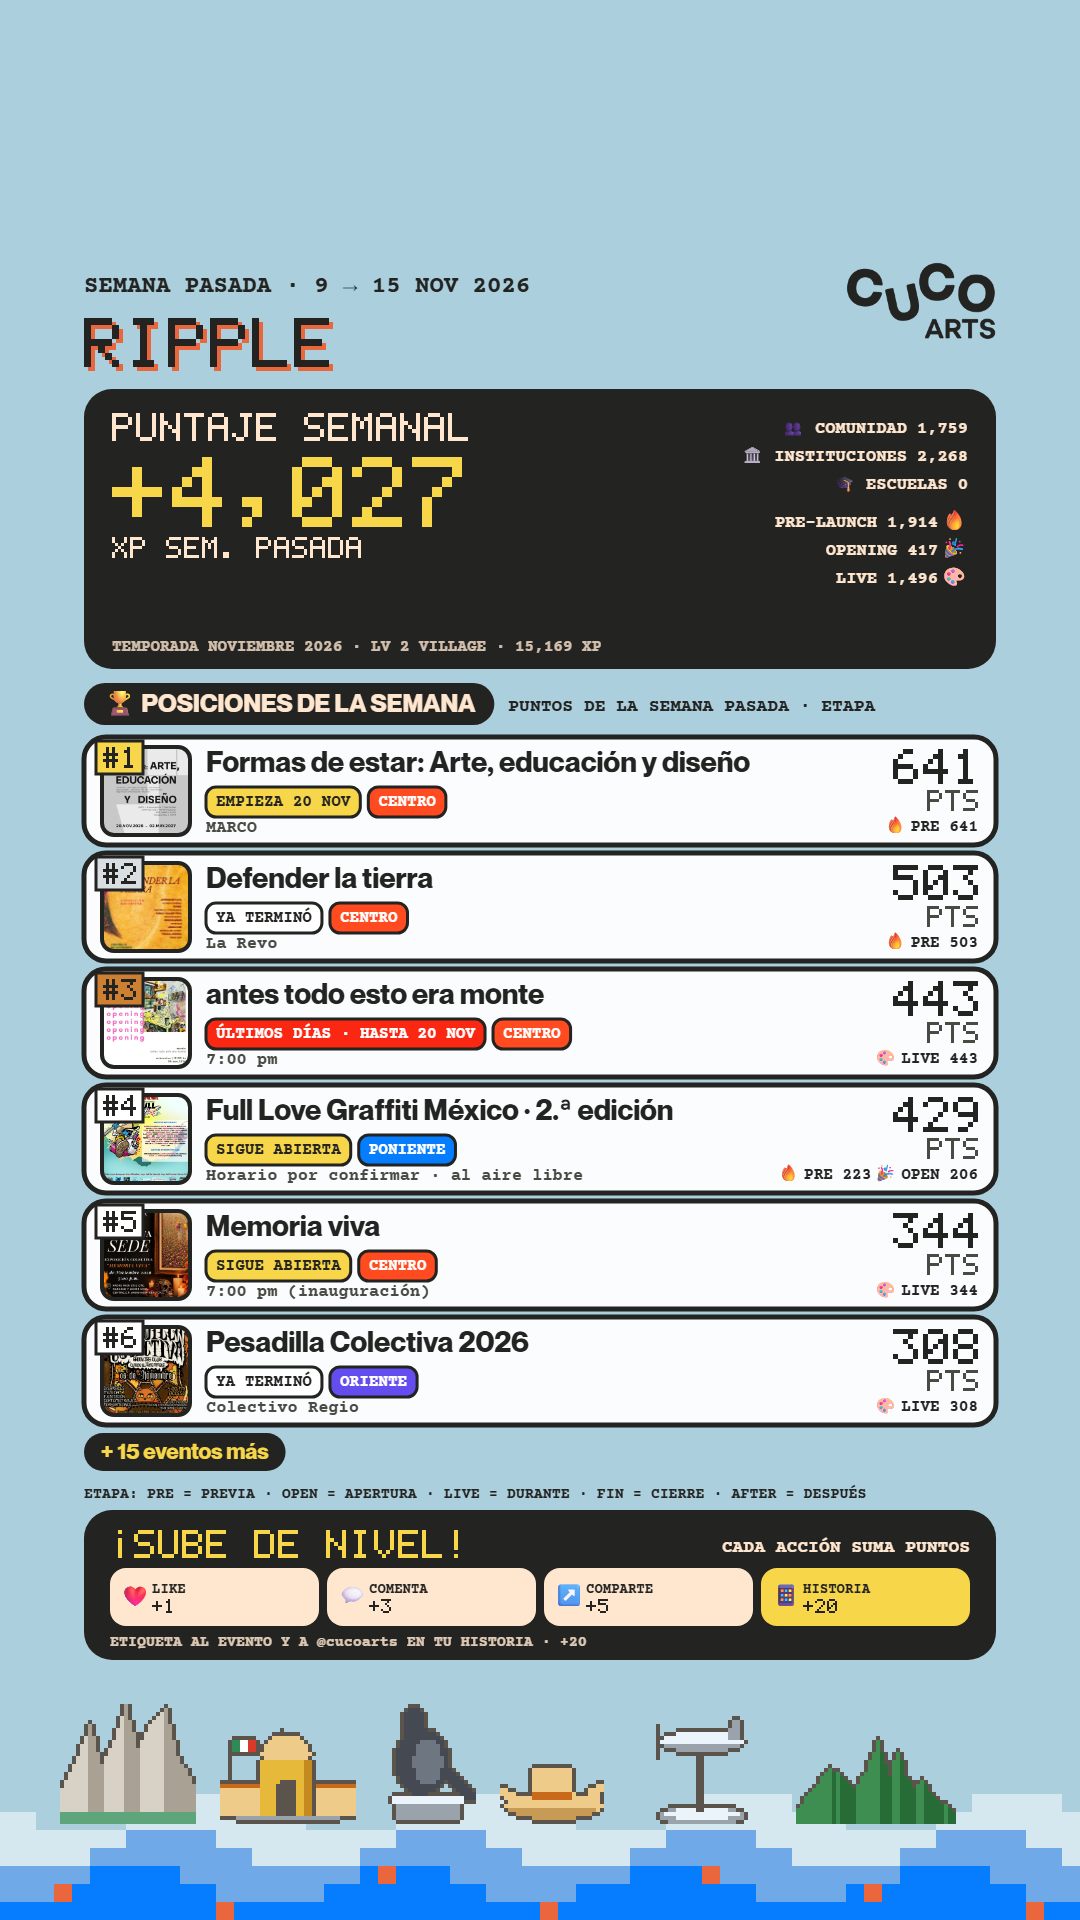 SEMANA PASADA · 9 → 15 NOV 2026
CUCO
ARTS
RIPPLE
PUNTAJE SEMANAL
+4,027
XP SEM. PASADA
COMUNIDAD 1,759
INSTITUCIONES 2,268
ESCUELAS 0
PRE-LAUNCH 1,914
OPENING 417
LIVE 1,496
TEMPORADA NOVIEMBRE 2026 · LV 2 VILLAGE · 15,169 XP
POSICIONES DE LA SEMANA
PUNTOS DE LA SEMANA PASADA · ETAPA
#1
ARTE,
EDUCACIÓN
Y DISEÑO
Formas de estar: Arte, educación y diseño
EMPIEZA 20 NOV
CENTRO
MARCO
641
PTS
PRE 641
#2
Defender la tierra
YA TERMINÓ
CENTRO
La Revo
503
PTS
PRE 503
#3
opening
opening
opening
opening
antes todo esto era monte
ÚLTIMOS DÍAS · HASTA 20 NOV
CENTRO
7:00 pm
443
PTS
LIVE 443
#4
Full Love Graffiti México · 2.ª edición
SIGUE ABIERTA
PONIENTE
Horario por confirmar · al aire libre
429
PTS
PRE 223
OPEN 206
#5
SEDE
Memoria viva
SIGUE ABIERTA
CENTRO
7:00 pm (inauguración)
344
PTS
LIVE 344
#6
Pesadilla Colectiva 2026
YA TERMINÓ
ORIENTE
Colectivo Regio
308
PTS
LIVE 308
+ 15 eventos más
ETAPA: PRE = PREVIA · OPEN = APERTURA · LIVE = DURANTE · FIN = CIERRE · AFTER = DESPUÉS
¡SUBE DE NIVEL!
CADA ACCIÓN SUMA PUNTOS
LIKE
+1
COMENTA
+3
COMPARTE
+5
HISTORIA
+20
ETIQUETA AL EVENTO Y A @cucoarts EN TU HISTORIA · +20